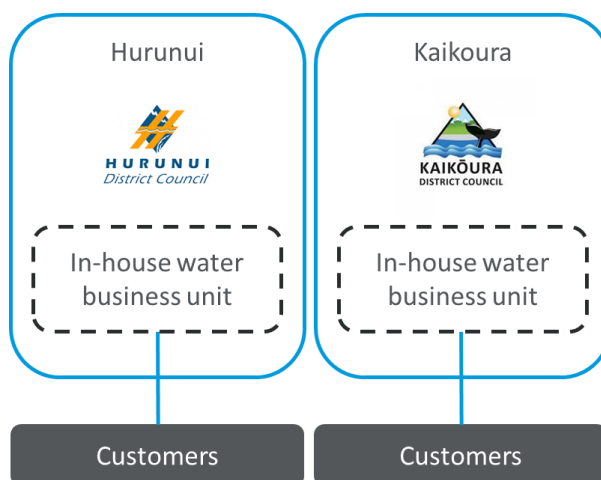 Hurunui
HURUNUI
District Council
In-house water
business unit
Customers
Kaikoura
KAIKŌURA
DISTRICT COUNCIL
In-house water
business unit
Customers